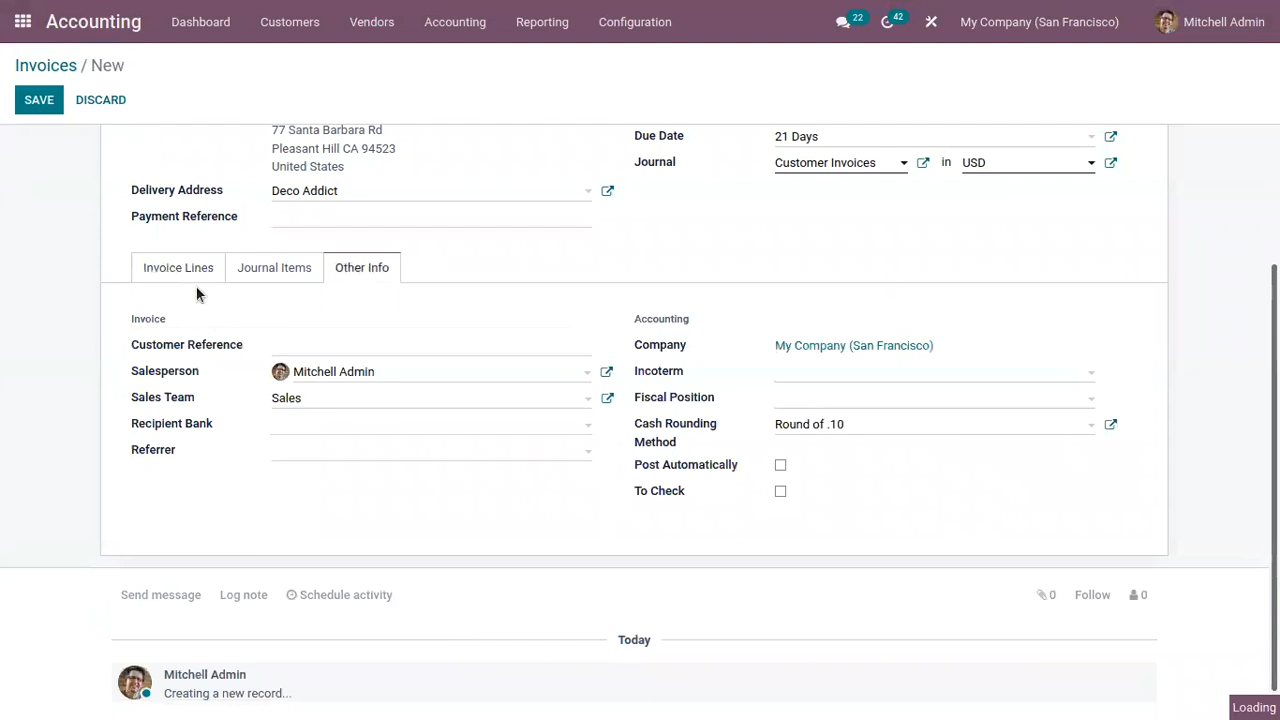 Accounting Dashboard Customers Vendors Accounting Reporting Configuration 22 42 My Company (San Francisco) Mitchell Admin
Invoices / New
SAVE DISCARD
77 Santa Barbara Rd
Pleasant Hill CA 94523
United States
Delivery Address Deco Addict
Payment Reference
Due Date 21 Days
Journal Customer Invoices in USD
Invoice Lines Journal Items Other Info
Invoice
Customer Reference
Salesperson Mitchell Admin
Sales Team Sales
Recipient Bank
Referrer
Accounting
Company My Company (San Francisco)
Incoterm
Fiscal Position
Cash Rounding
Method
Round of .10
Post Automatically
To Check
Send message Log note Schedule activity 0 Follow 0
Today
Mitchell Admin
Creating a new record...
Loading